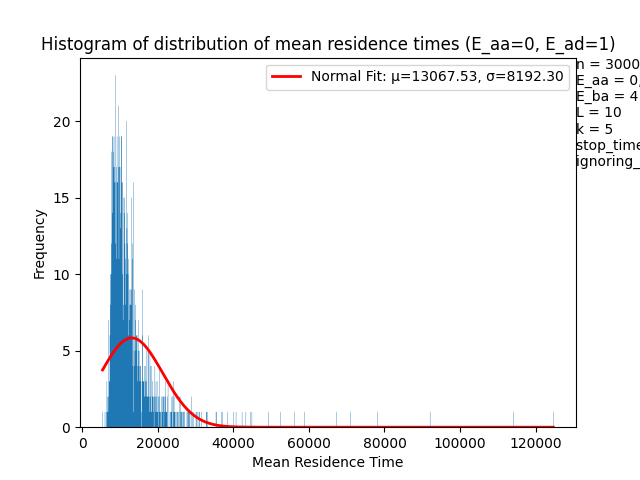 Histogram of distribution of mean residence times (E_aa=0, E_ad=1)
Normal Fit: μ=13067.53, σ=8192.30
n = 3000
E_aa = 0,
E_ba = 4
L = 10
k = 5
stop_time
ignoring_
Frequency
20
15
10
5
0
0 20000 40000 60000 80000 100000 120000
Mean Residence Time